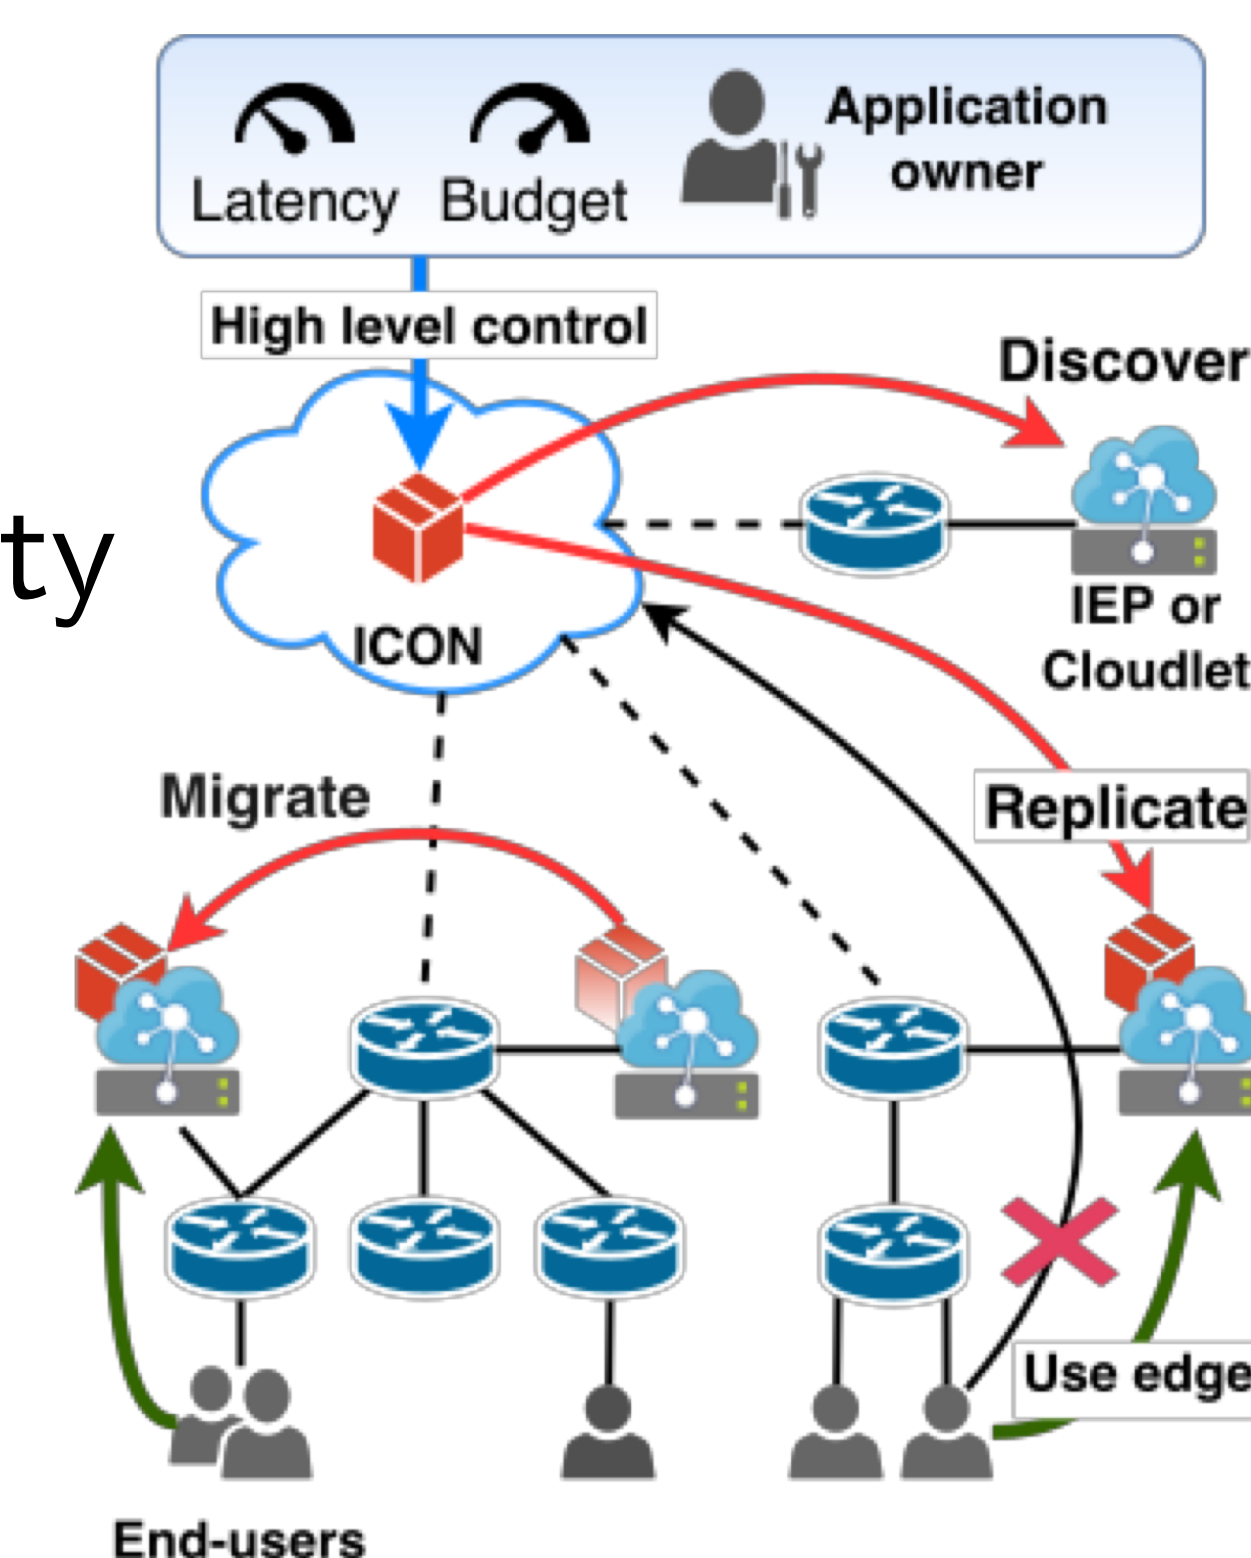 Latency
Budget
Application
owner
High level control
Discover
ty
ICON
IEP or
Cloudlet
Migrate
Replicate
Use edge
End-users